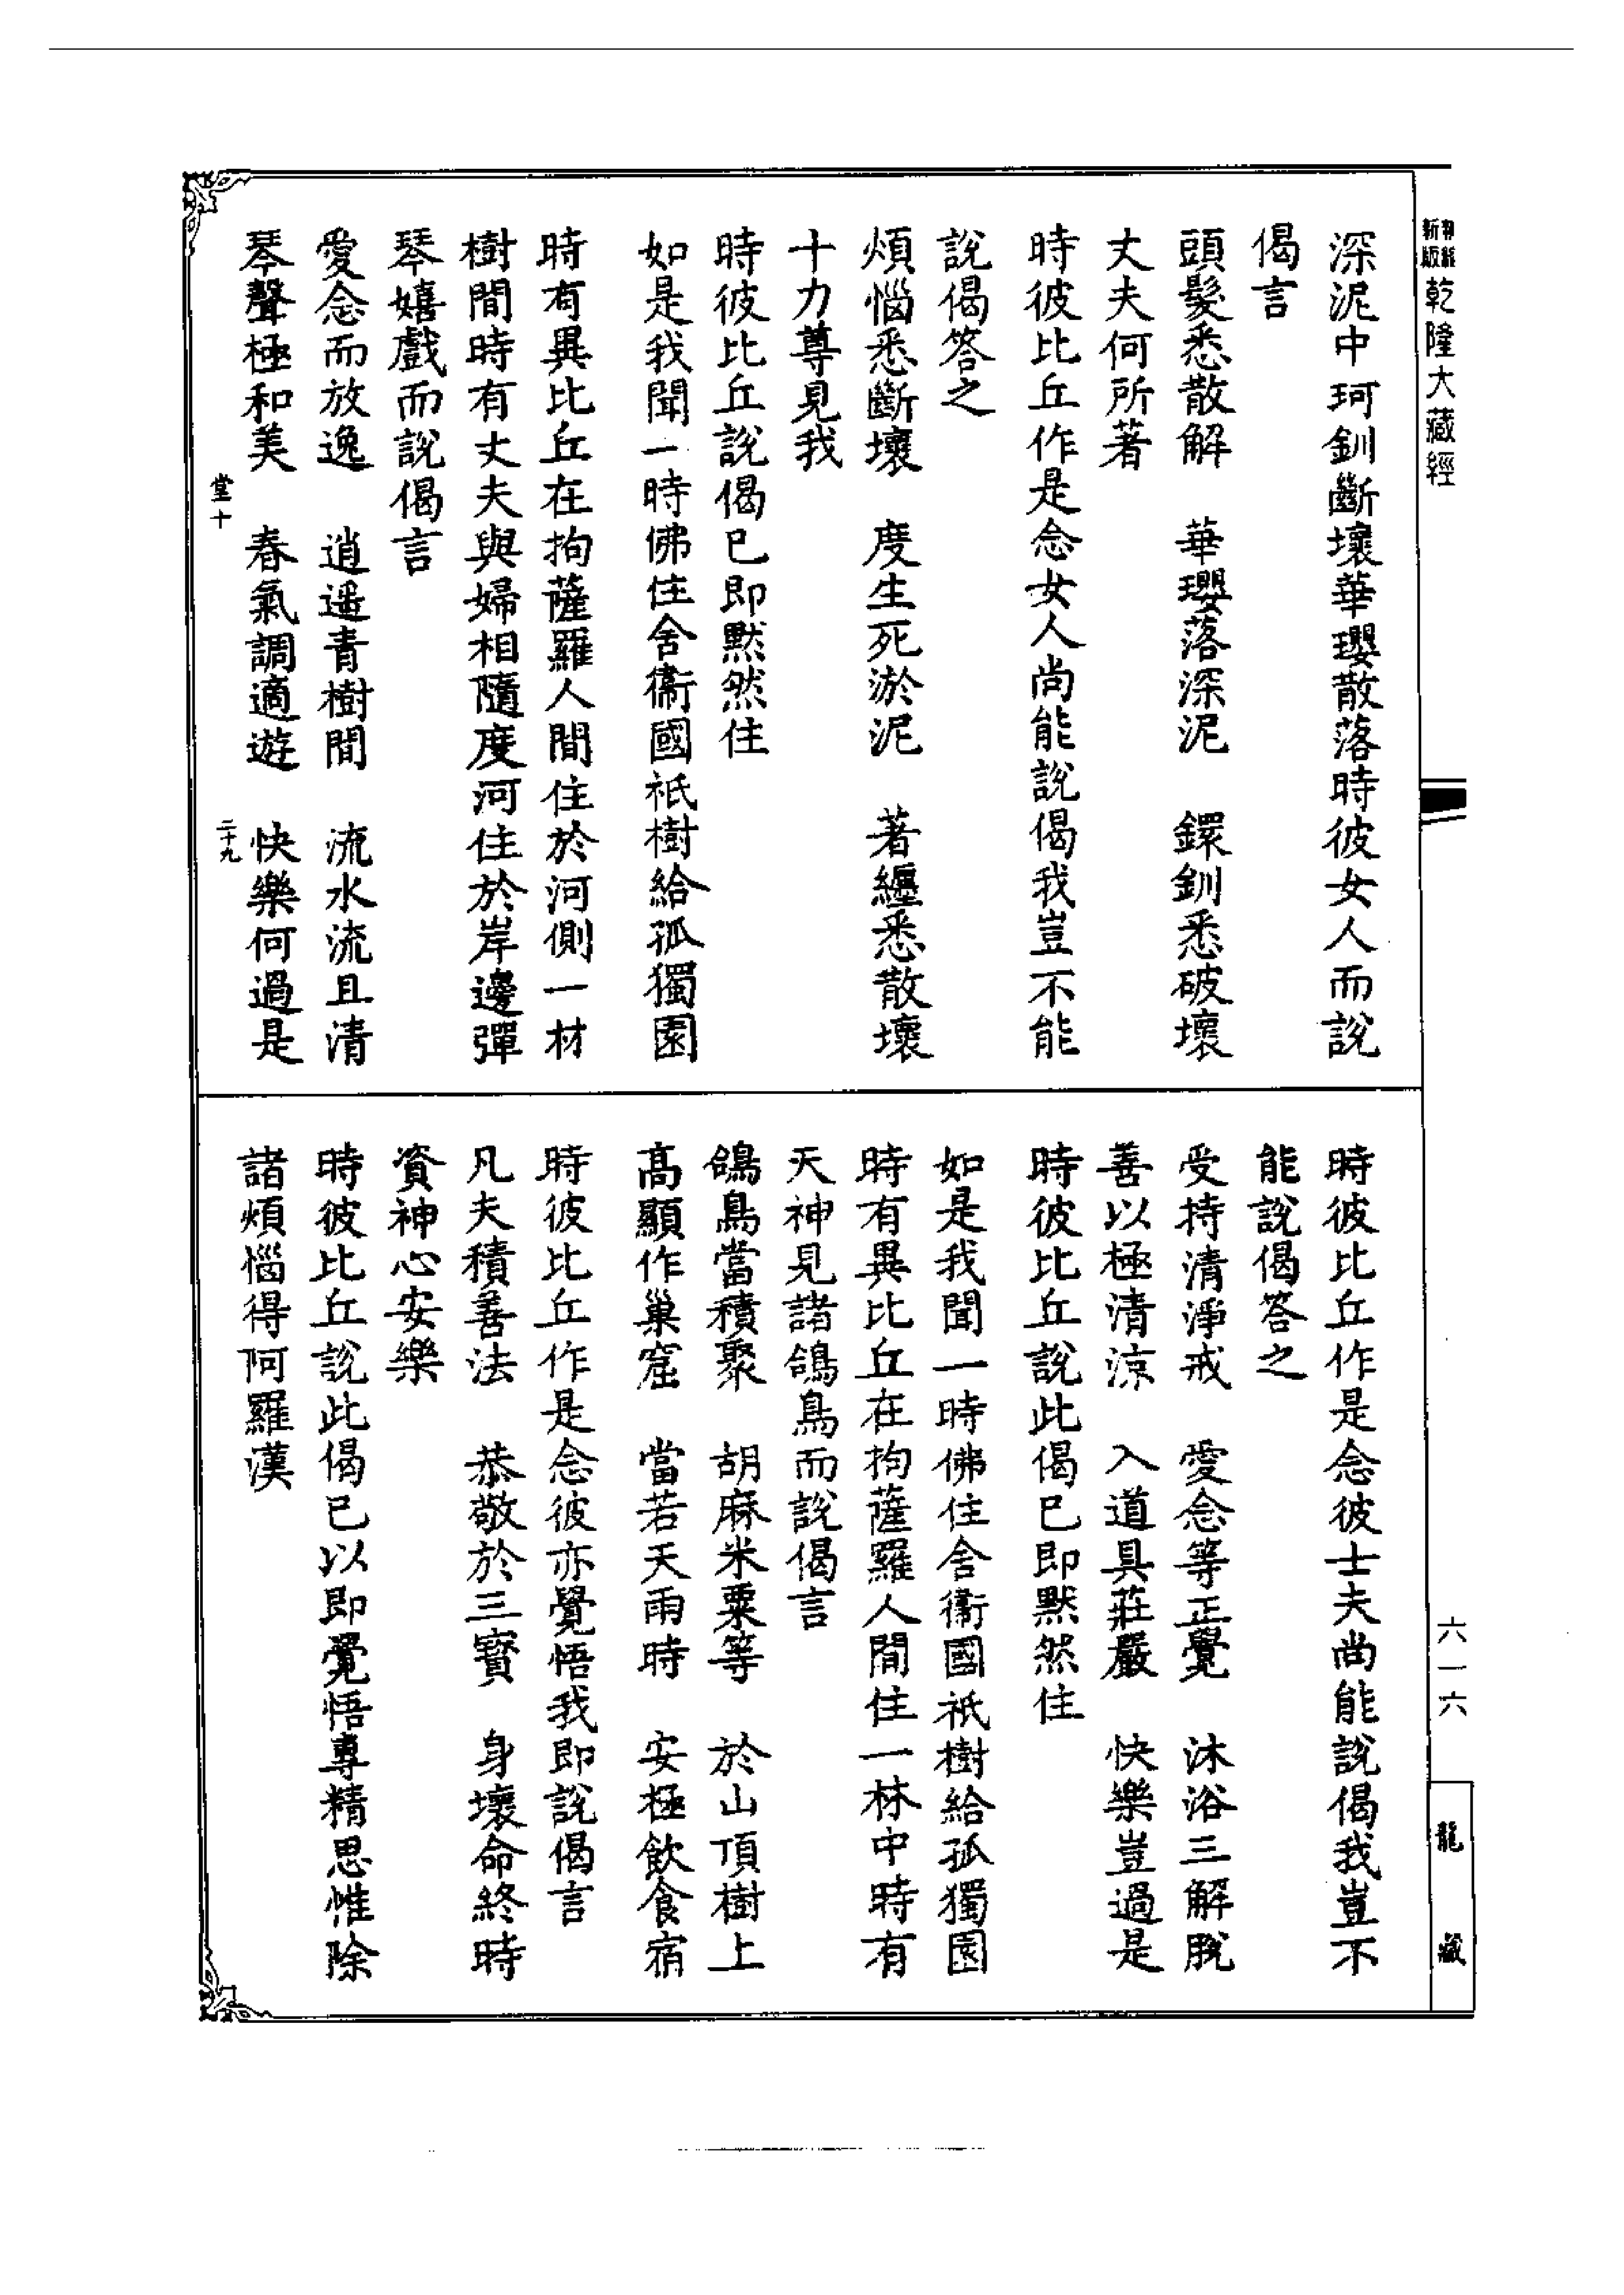 新版
乾隆大藏經
深泥中珂釧斷壞華瓔散落時彼女人而說
偈言
頭髮悉散解　華瓔落深泥　鐶釧悉破壞
丈夫何所著
時彼比丘作是念女人尚能說偈我豈不能
說偈答之
煩惱悉斷壞　度生死淤泥　著纏悉散壞
十力尊見我
時彼比丘說偈已即默然住
如是我聞一時佛住舍衞國祇樹給孤獨園
時有異比丘在拘薩羅人間住於河側一材
樹間時有丈夫與婦相隨度河住於岸邊彈
琴嬉戲而說偈言
愛念而放逸　逍遥青樹間　流水流且清
琴聲極和美　春氣調適遊　快樂何過是
堂十　二十九
時彼比丘作是念彼士夫尚能說偈我豈不
能說偈答之
受持清淨戒　愛念等正覺　沐浴三解脫
善以極清涼　入道具莊嚴　快樂豈過是
時彼比丘說此偈已即默然住
如是我聞一時佛住舍衞國祇樹給孤獨園
時有異比丘在拘薩羅人間住一林中時有
天神見諸鴿鳥而說偈言
鴿鳥當積聚　胡麻米粟等　於山頂樹上
高顯作巢窟　當若天雨時　安極飲食宿
時彼比丘作是念彼亦覺悟我即說偈言
凡夫積善法　恭敬於三寶　身壞命終時
資神心安樂
時彼比丘說此偈已以即覺悟專精思惟除
諸煩惱得阿羅漢
六一六
龍藏